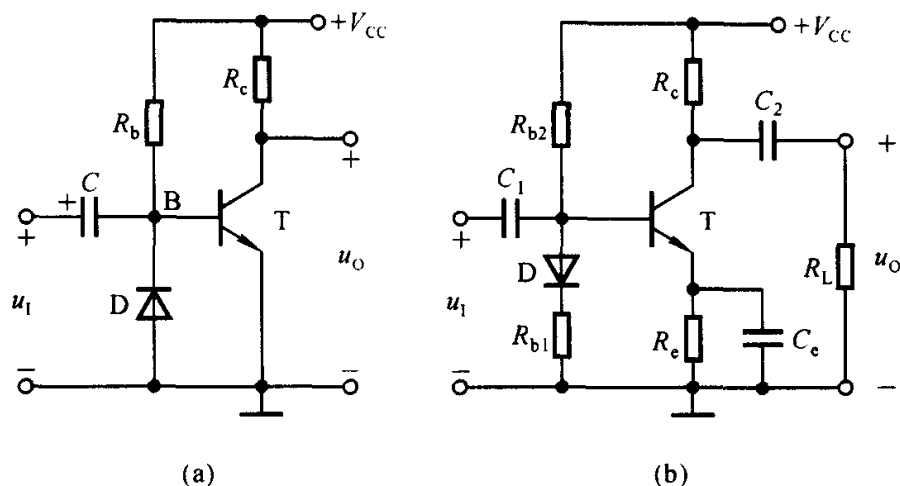 +V_CC
R_c
R_b
+ C
B
T
D
+
+
u_I
u_O
−
−
(a)
+V_CC
R_c
C_2
R_b2
C_1
T
D
+
+
u_I
R_L
u_O
R_b1
R_e
C_e
−
−
(b)